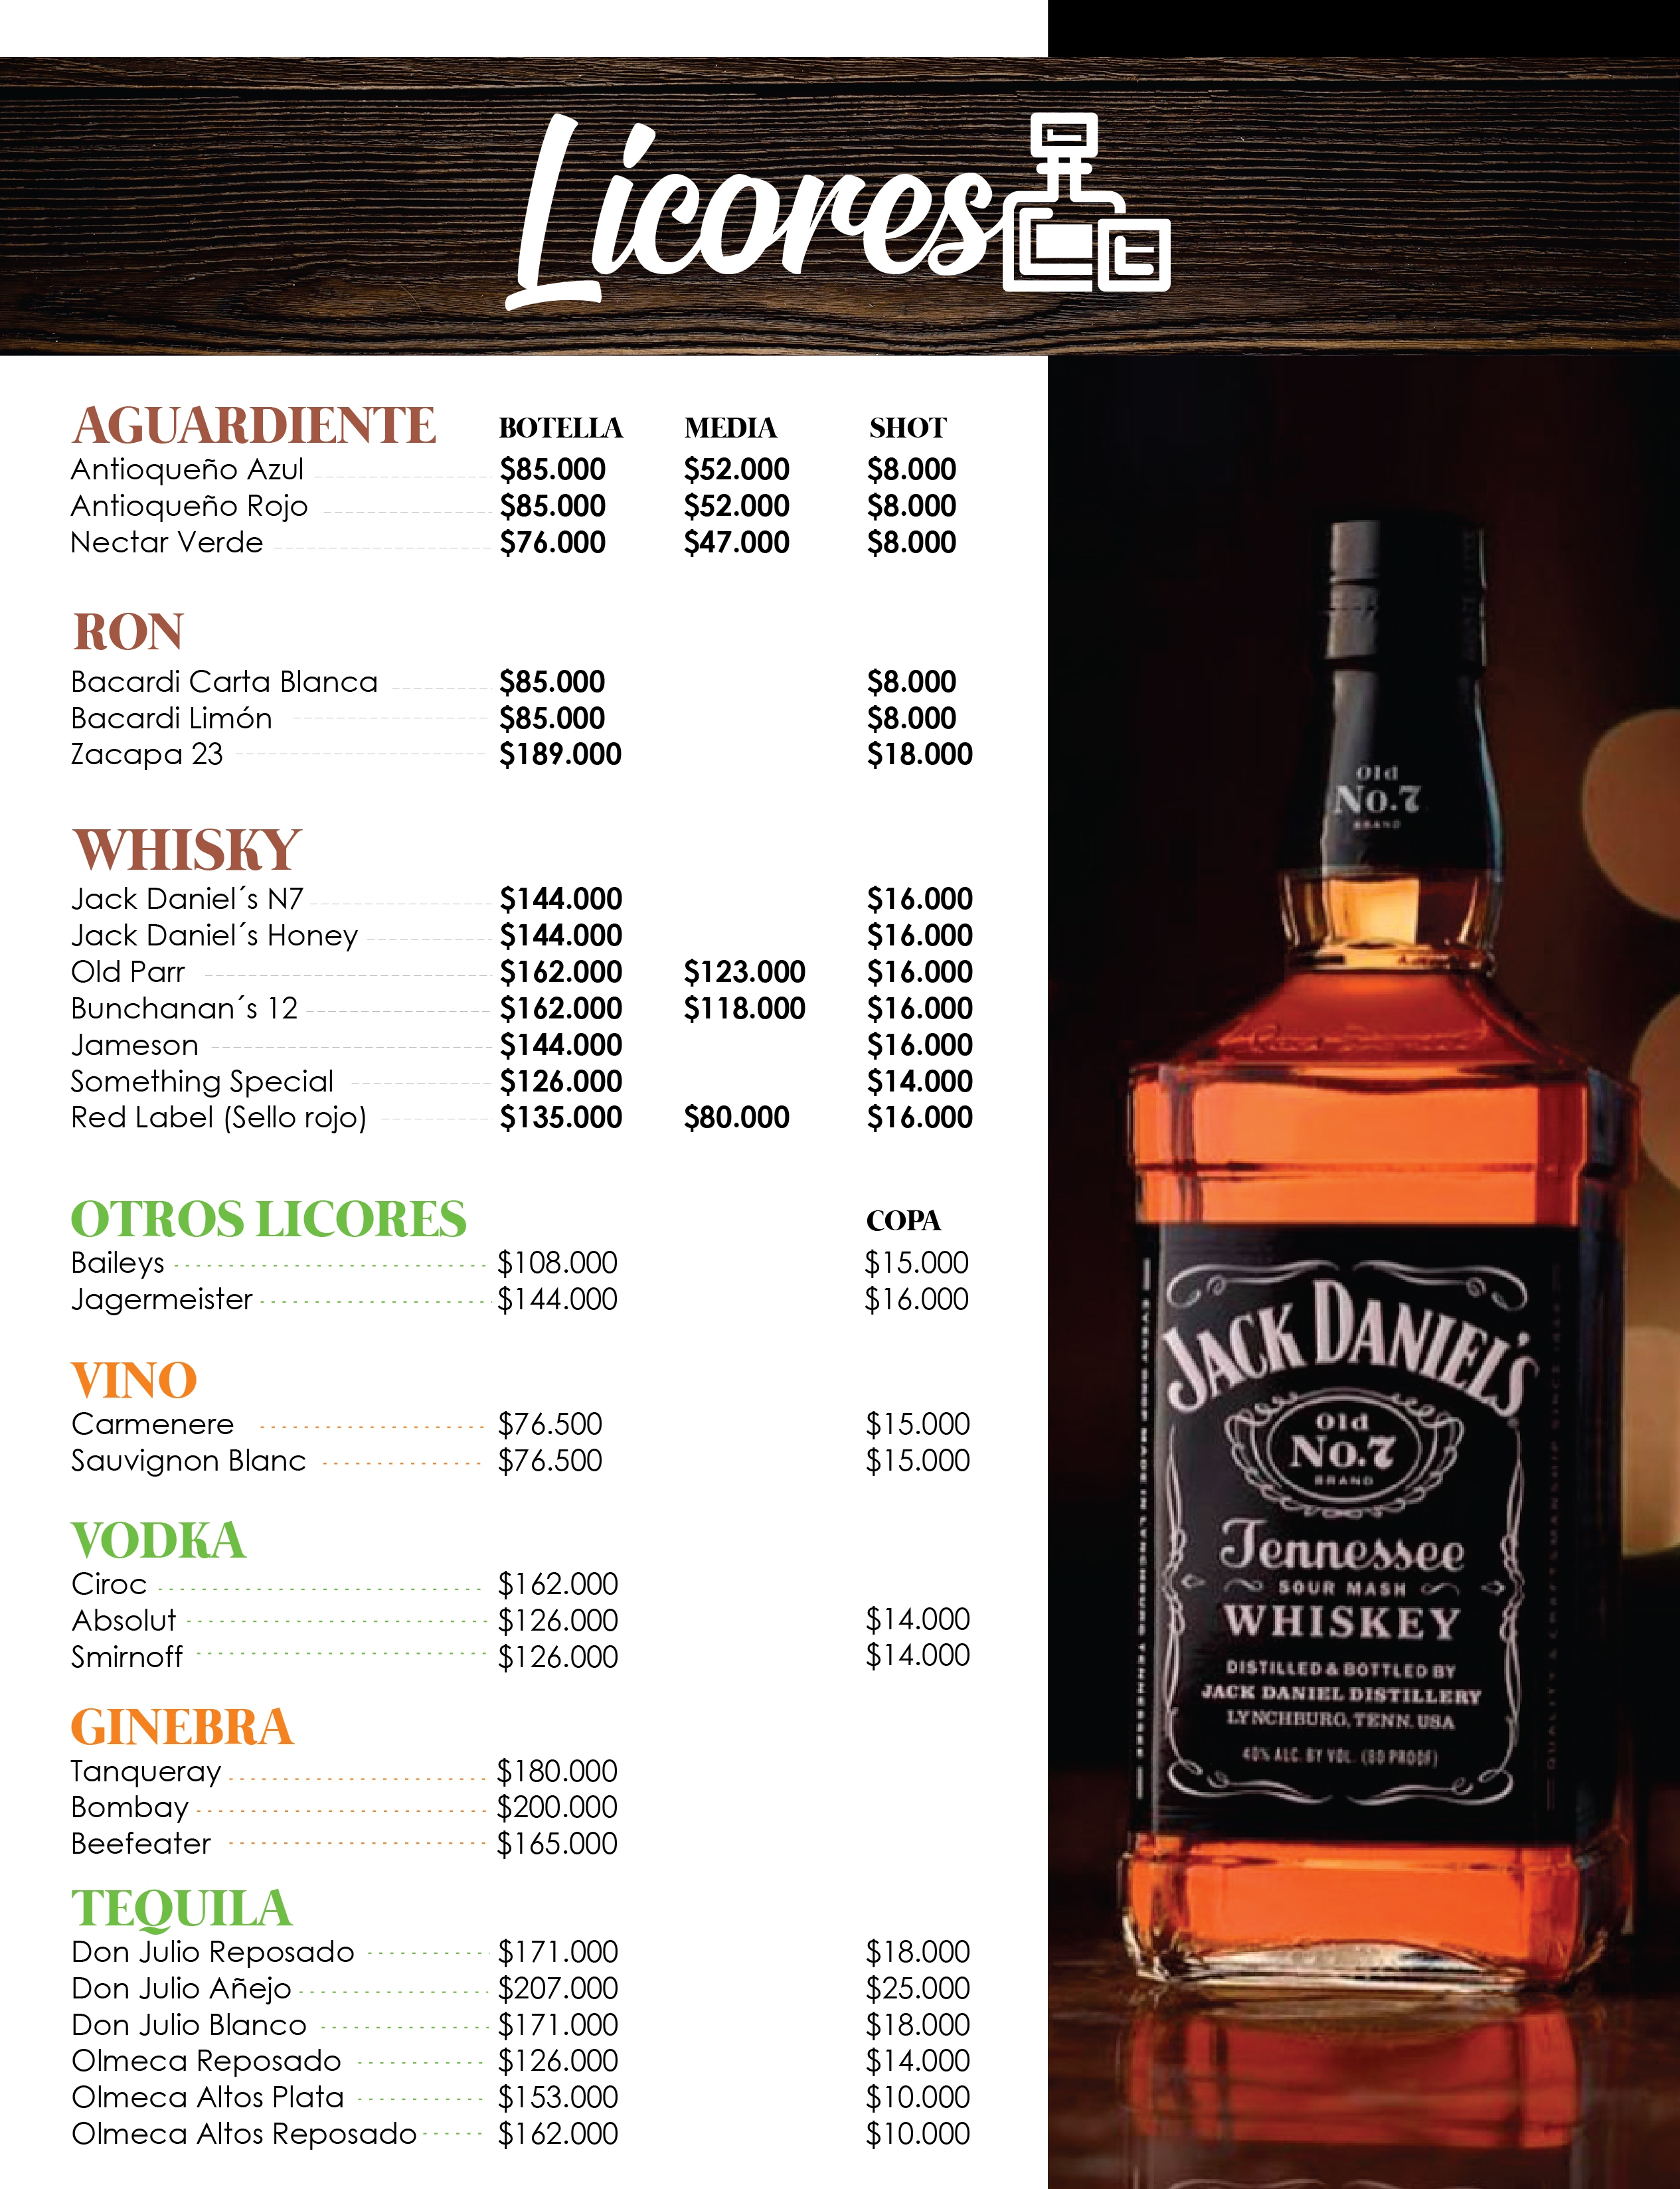 Licores
AGUARDIENTE BOTELLA MEDIA SHOT
Antioqueño Azul $85.000 $52.000 $8.000
Antioqueño Rojo $85.000 $52.000 $8.000
Nectar Verde $76.000 $47.000 $8.000
RON
Bacardi Carta Blanca $85.000 $8.000
Bacardi Limón $85.000 $8.000
Zacapa 23 $189.000 $18.000
WHISKY
Jack Daniel´s N7 $144.000 $16.000
Jack Daniel´s Honey $144.000 $16.000
Old Parr $162.000 $123.000 $16.000
Bunchanan´s 12 $162.000 $118.000 $16.000
Jameson $144.000 $16.000
Something Special $126.000 $14.000
Red Label (Sello rojo) $135.000 $80.000 $16.000
OTROS LICORES COPA
Baileys $108.000 $15.000
Jagermeister $144.000 $16.000
VINO
Carmenere $76.500 $15.000
Sauvignon Blanc $76.500 $15.000
VODKA
Ciroc $162.000
Absolut $126.000 $14.000
Smirnoff $126.000 $14.000
GINEBRA
Tanqueray $180.000
Bombay $200.000
Beefeater $165.000
TEQUILA
Don Julio Reposado $171.000 $18.000
Don Julio Añejo $207.000 $25.000
Don Julio Blanco $171.000 $18.000
Olmeca Reposado $126.000 $14.000
Olmeca Altos Plata $153.000 $10.000
Olmeca Altos Reposado $162.000 $10.000
Old
No.7
BRAND
JACK DANIEL'S
Old
No.7
BRAND
Tennessee
SOUR MASH
WHISKEY
DISTILLED & BOTTLED BY
JACK DANIEL DISTILLERY
LYNCHBURG, TENN. USA
40% ALC. BY VOL. (80 PROOF)